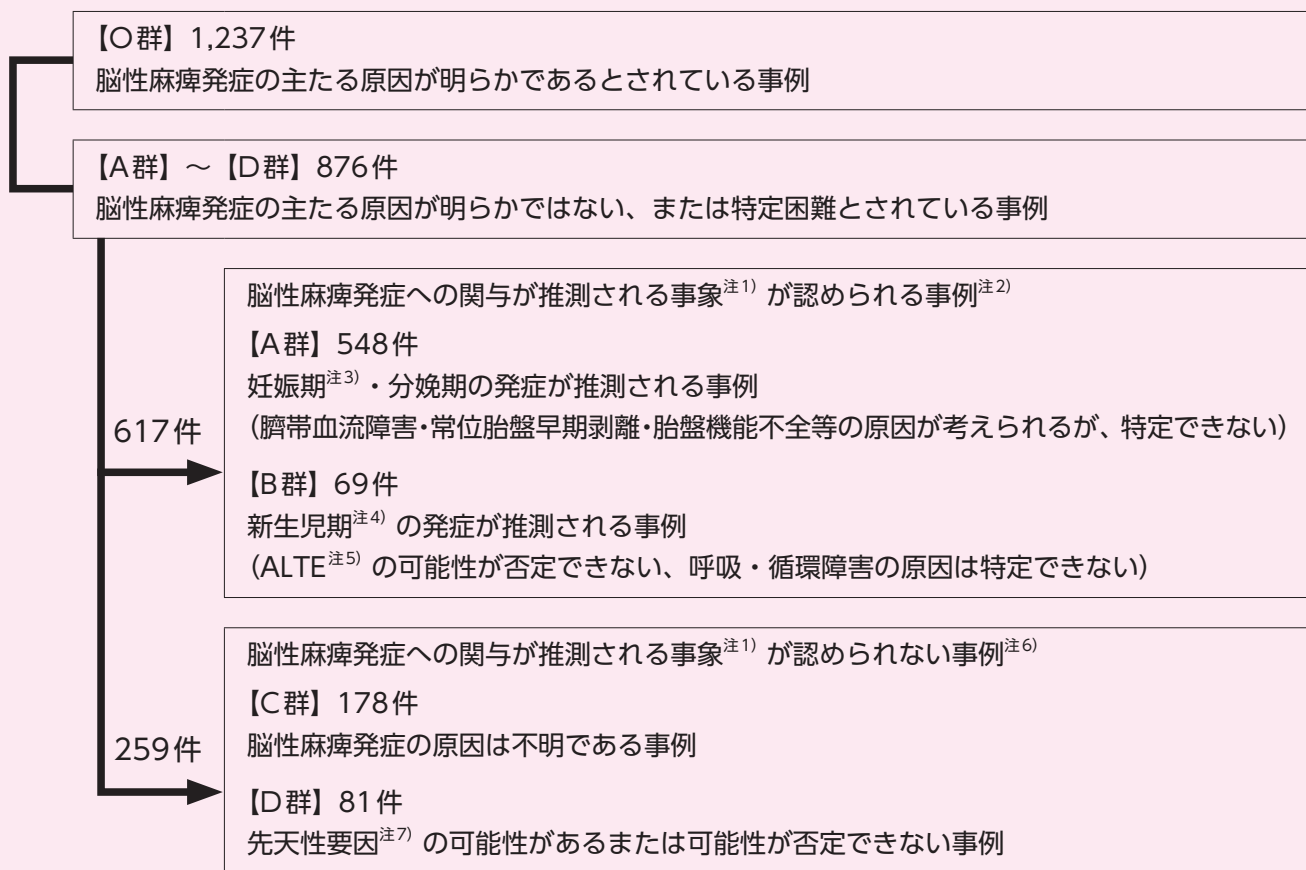 【O群】1,237件
脳性麻痺発症の主たる原因が明らかであるとされている事例
【A群】～【D群】876件
脳性麻痺発症の主たる原因が明らかではない、または特定困難とされている事例
脳性麻痺発症への関与が推測される事象注1) が認められる事例注2)
【A群】548件
妊娠期注3)・分娩期の発症が推測される事例
(臍帯血流障害・常位胎盤早期剥離・胎盤機能不全等の原因が考えられるが、特定できない)
617件
【B群】69件
新生児期注4) の発症が推測される事例
(ALTE注5) の可能性が否定できない、呼吸・循環障害の原因は特定できない)
脳性麻痺発症への関与が推測される事象注1) が認められない事例注6)
【C群】178件
259件
脳性麻痺発症の原因は不明である事例
【D群】81件
先天性要因注7) の可能性があるまたは可能性が否定できない事例